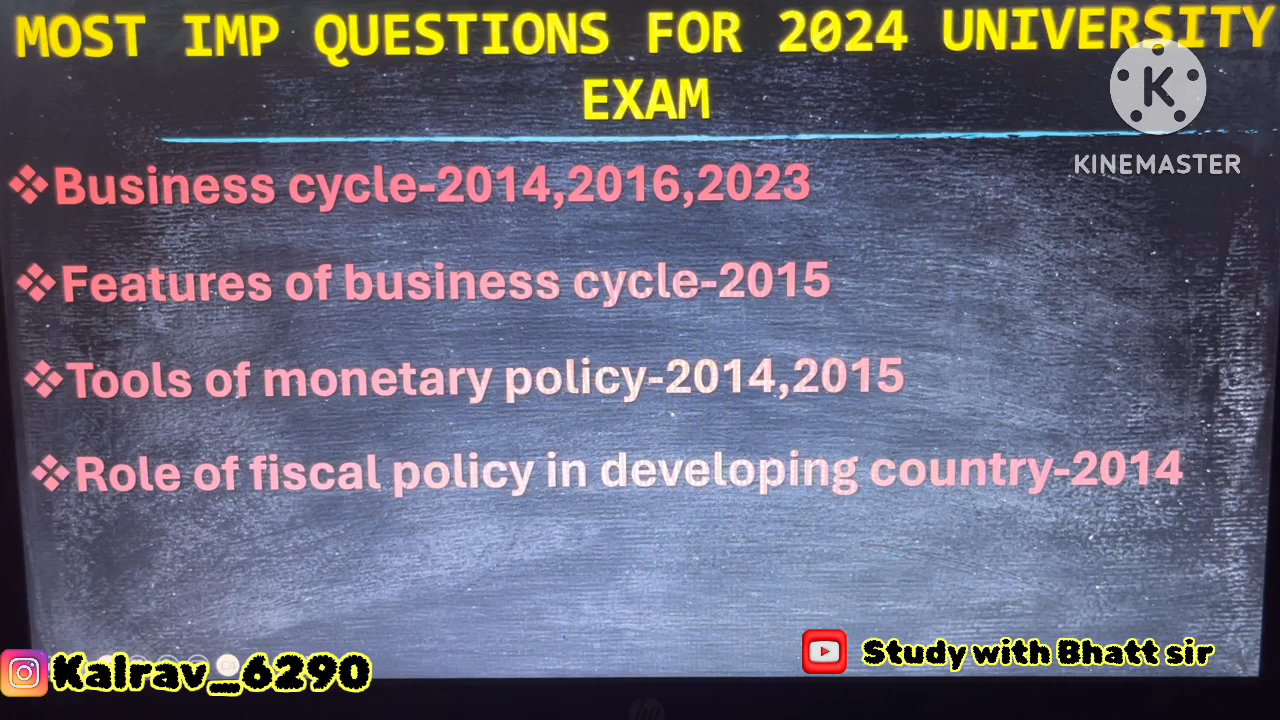 MOST IMP QUESTIONS FOR 2024 UNIVERSITY
EXAM
K
KINEMASTER
❖Business cycle-2014,2016,2023
❖Features of business cycle-2015
❖Tools of monetary policy-2014,2015
❖Role of fiscal policy in developing country-2014
Kalrav_6290
Study with Bhatt sir
hp